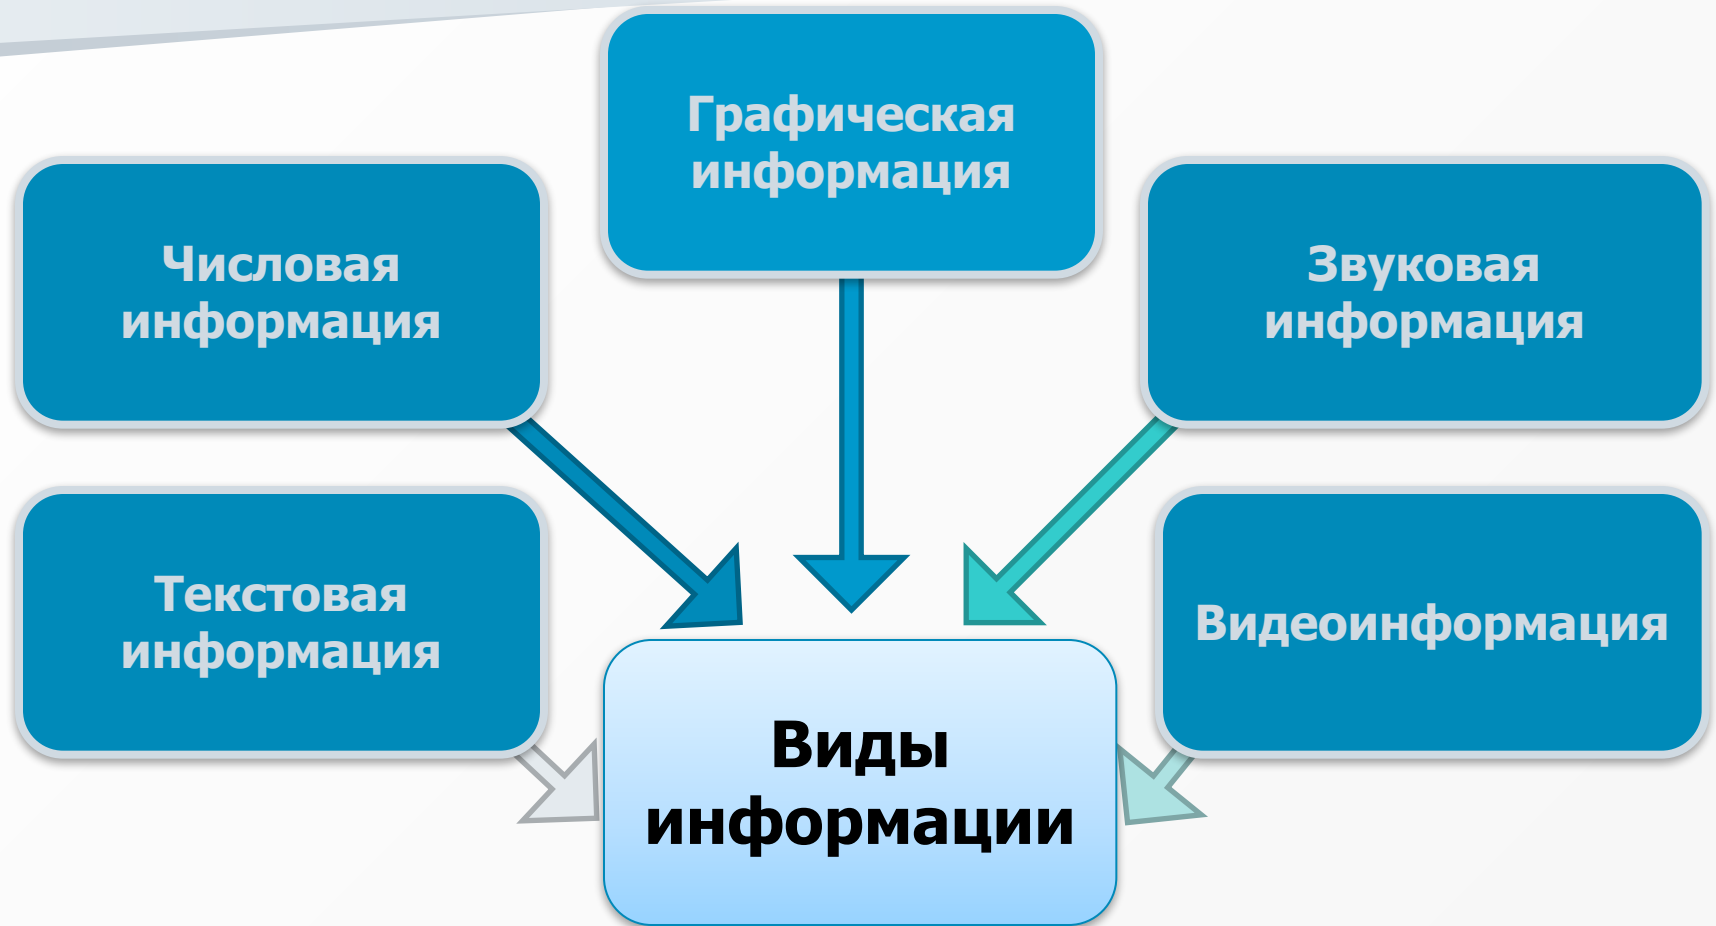 Графическая
информация
Числовая
информация
Звуковая
информация
Текстовая
информация
Видеоинформация
Виды
информации